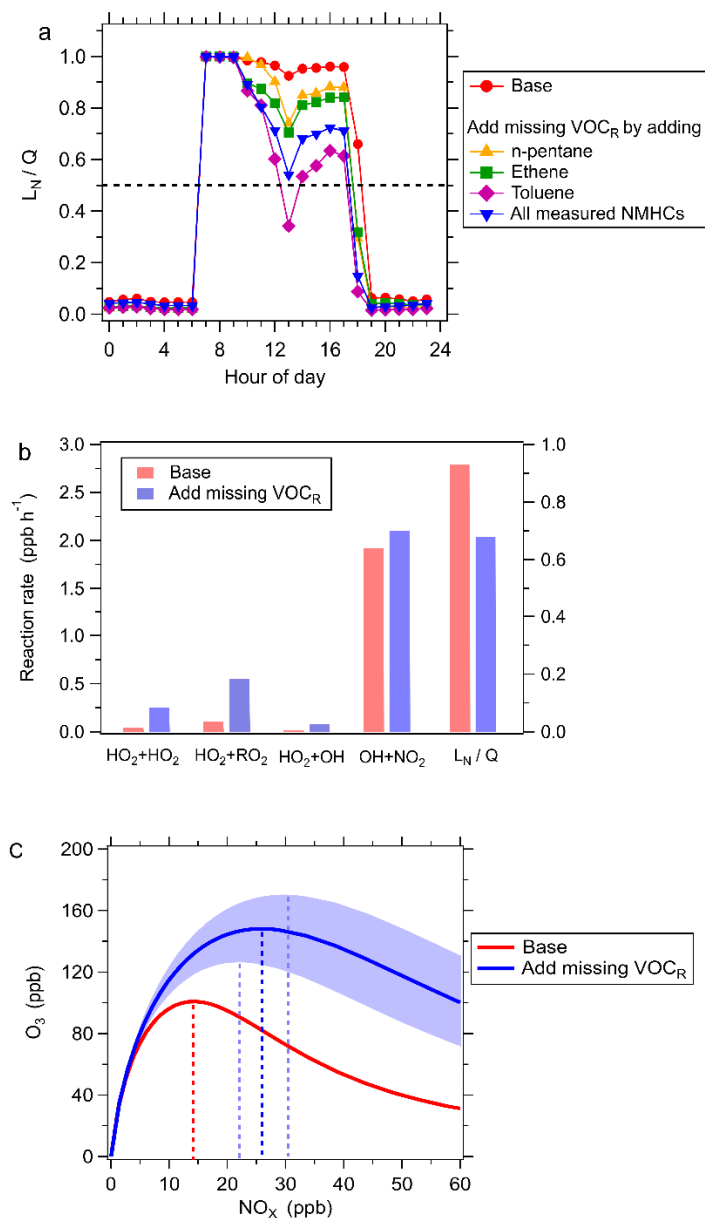 a
1.0
0.8
0.6
0.4
0.2
0.0
L_N / Q
0 4 8 12 16 20 24
Hour of day
Base
Add missing VOC_R by adding
n-pentane
Ethene
Toluene
All measured NMHCs
b
3.0
2.5
2.0
1.5
1.0
0.5
0.0
Reaction rate (ppb h⁻¹)
Base
Add missing VOC_R
1.0
0.8
0.6
0.4
0.2
0.0
HO₂+HO₂ HO₂+RO₂ HO₂+OH OH+NO₂ L_N / Q
C
200
160
120
80
40
0
O₃ (ppb)
0 10 20 30 40 50 60
NO_X (ppb)
Base
Add missing VOC_R